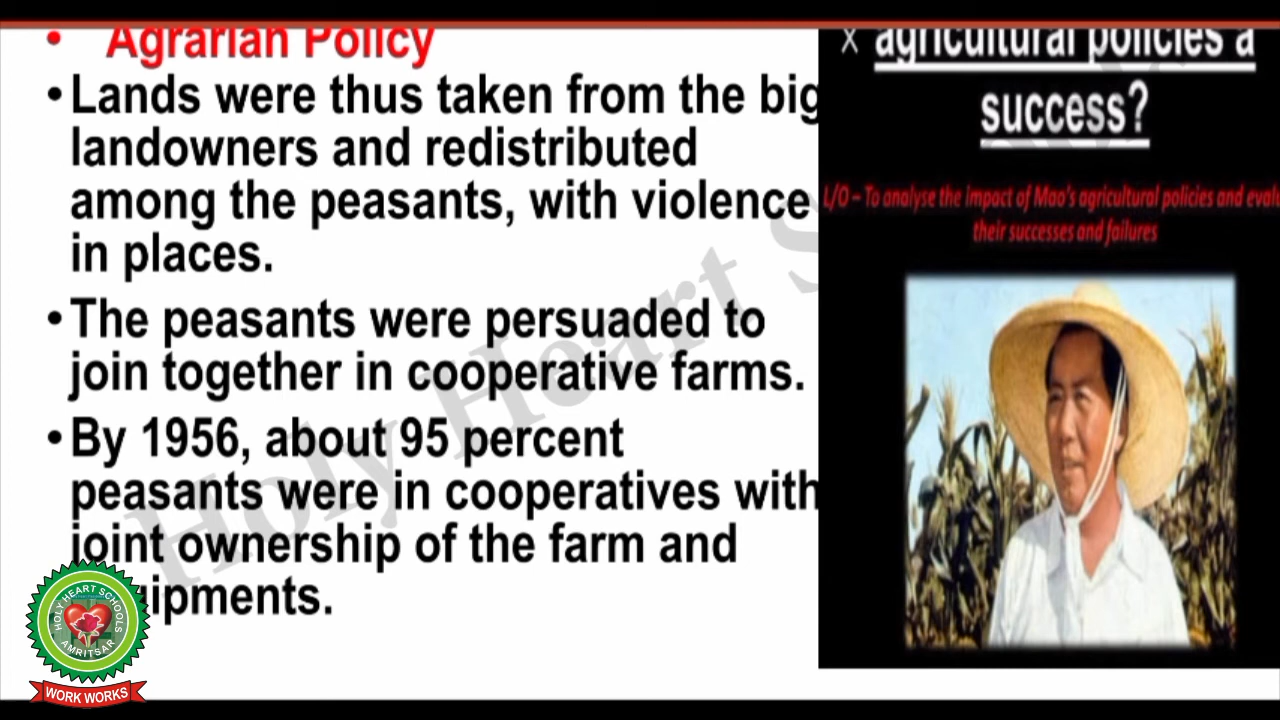 • Agrarian Policy
• Lands were thus taken from the big
landowners and redistributed
among the peasants, with violence
in places.
• The peasants were persuaded to
join together in cooperative farms.
• By 1956, about 95 percent
peasants were in cooperatives with
joint ownership of the farm and
ipments.
agricultural policies a
success?
L/O – To analyse the impact of Mao's agricultural policies and
their successes and failures
Holy Heart S
HOLY HEART SCHOOLS
AMRITSAR
WORK WORKS